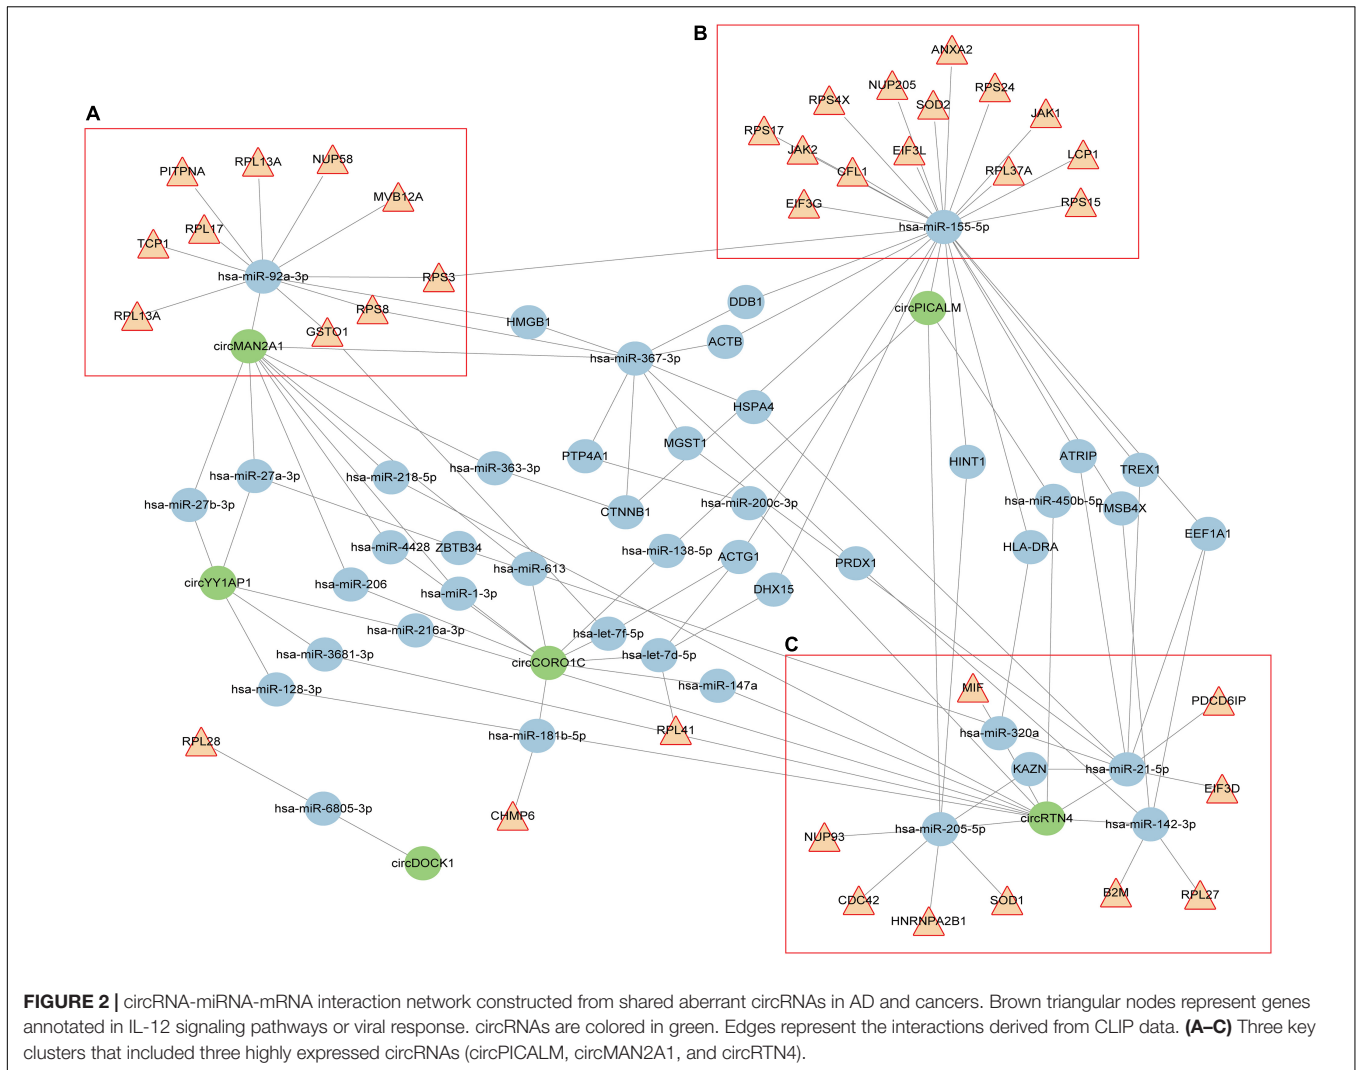 B
ANXA2
NUP205
RPS24
SOD2
RPS4X
JAK1
RPS17
JAK2
EIF3L
LCP1
CFL1
RPL37A
EIF3G
RPS15
hsa-miR-155-5p
A
PITPNA
RPL13A
NUP58
MVB12A
RPL17
TCP1
hsa-miR-92a-3p
RPS3
RPL13A
RPS8
GSTO1
circMAN2A1
HMGB1
DDB1
circPICALM
ACTB
hsa-miR-367-3p
HSPA4
MGST1
PTP4A1
HINT1
ATRIP
TREX1
hsa-miR-363-3p
hsa-miR-27a-3p
hsa-miR-218-5p
hsa-miR-27b-3p
CTNNB1
hsa-miR-200c-3p
hsa-miR-450b-5p
TMSB4X
EEF1A1
hsa-miR-4428
ZBTB34
hsa-miR-138-5p
ACTG1
HLA-DRA
PRDX1
hsa-miR-613
circYY1AP1
hsa-miR-206
hsa-miR-1-3p
DHX15
hsa-miR-216a-3p
hsa-let-7f-5p
hsa-miR-3681-3p
circCORO1C
hsa-let-7d-5p
hsa-miR-128-3p
hsa-miR-147a
C
MIF
PDCD6IP
hsa-miR-320a
RPL28
hsa-miR-181b-5p
RPL41
KAZN
hsa-miR-21-5p
EIF3D
hsa-miR-6805-3p
CHMP6
circRTN4
hsa-miR-205-5p
hsa-miR-142-3p
NUP93
circDOCK1
CDC42
HNRNPA2B1
SOD1
B2M
RPL27
FIGURE 2 | circRNA-miRNA-mRNA interaction network constructed from shared aberrant circRNAs in AD and cancers. Brown triangular nodes represent genes
annotated in IL-12 signaling pathways or viral response. circRNAs are colored in green. Edges represent the interactions derived from CLIP data. (A–C) Three key
clusters that included three highly expressed circRNAs (circPICALM, circMAN2A1, and circRTN4).